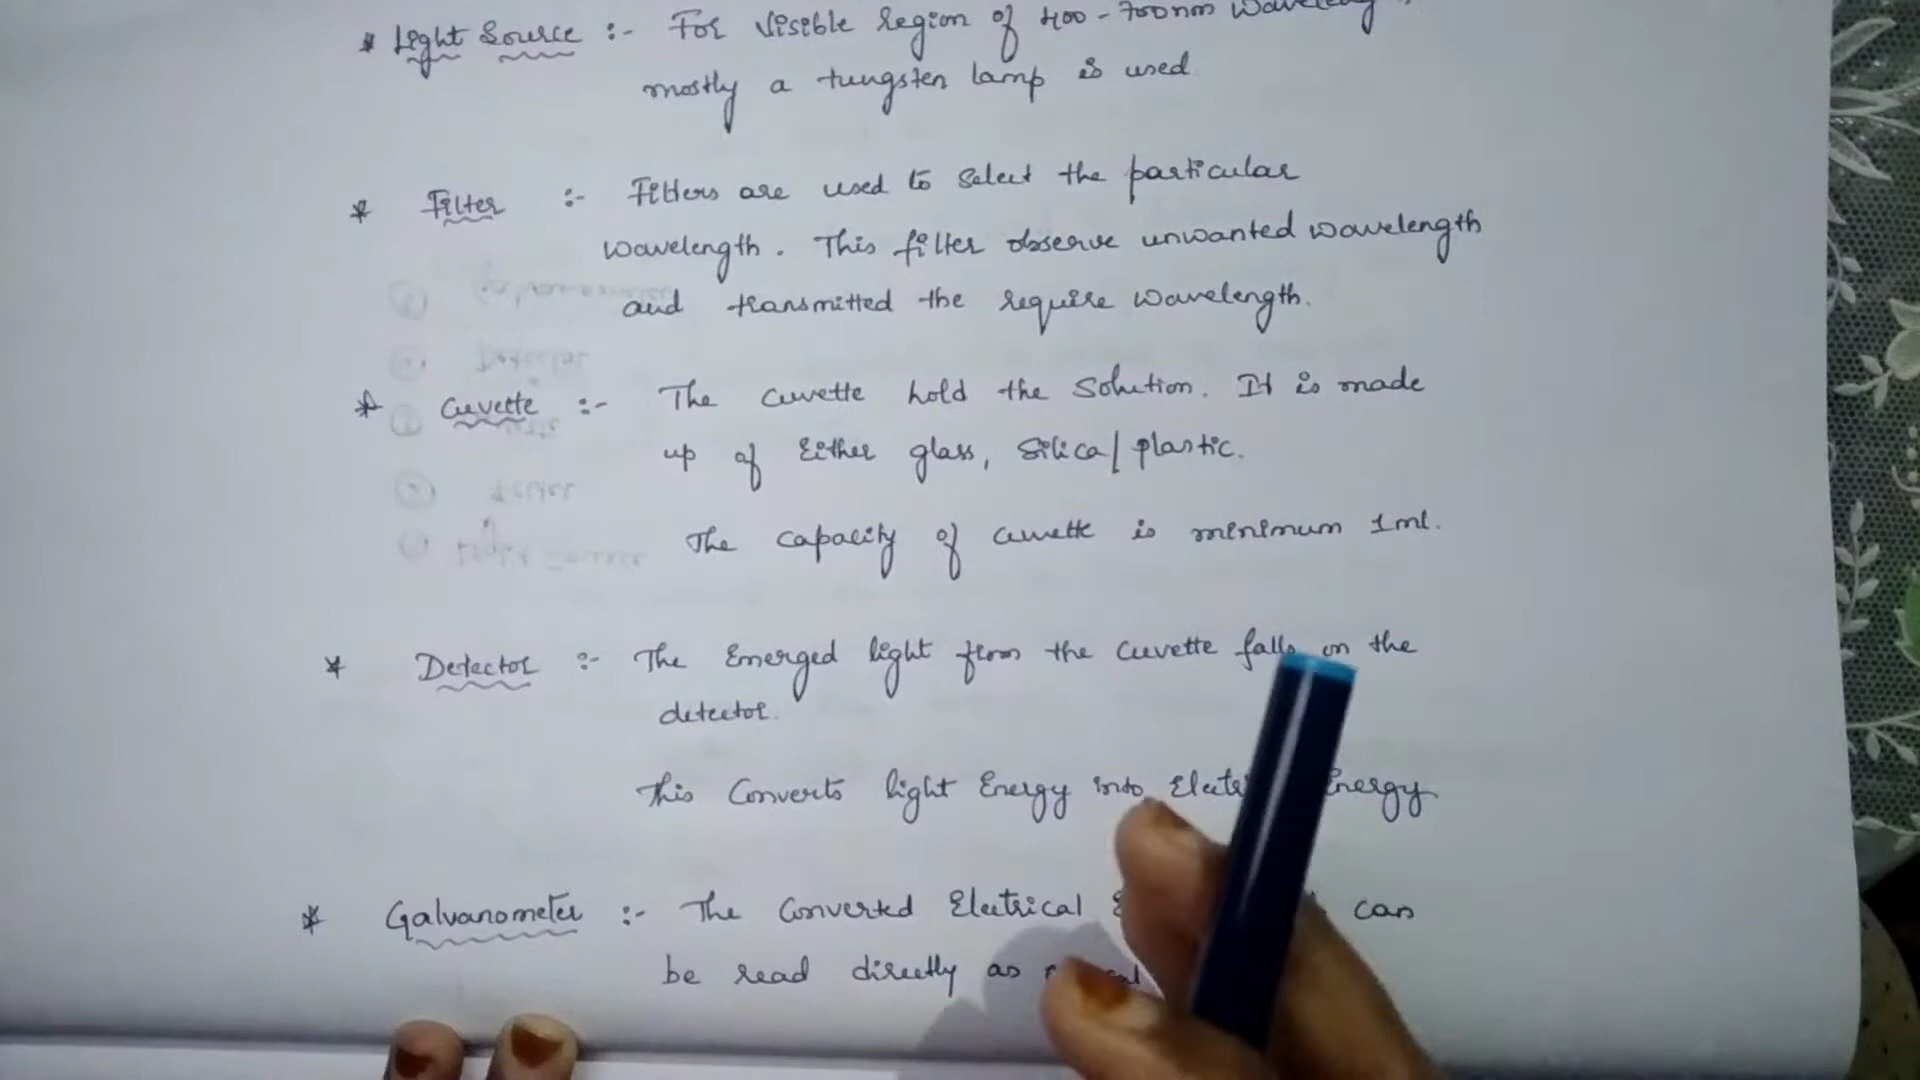 * Light Source :- For visible region of 400-700nm
mostly a tungsten lamp is used
* Filter :- Filters are used to select the particular
wavelength. This filter observe unwanted wavelength
and transmitted the require wavelength.
* Cuvette :- The cuvette hold the solution. It is made
up of Either glass, Silica/plastic.
The capacity of cuvette is minimum 1ml.
* Detector :- The Emerged light from the cuvette falls on the
detector.
This Converts light Energy into Energy
* Galvanometer :- The Converted Electrical can
be read directly as